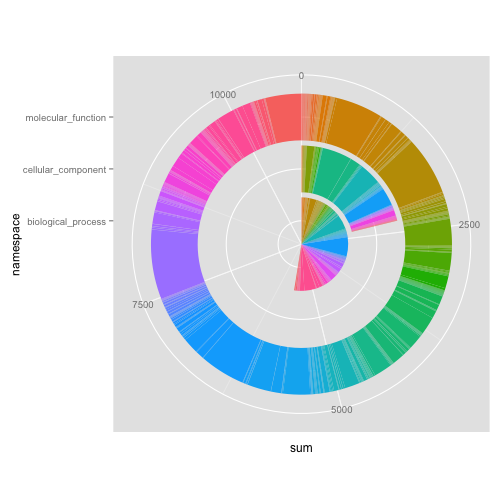 0
10000
molecular_function
cellular_component
biological_process
2500
namespace
7500
5000
sum